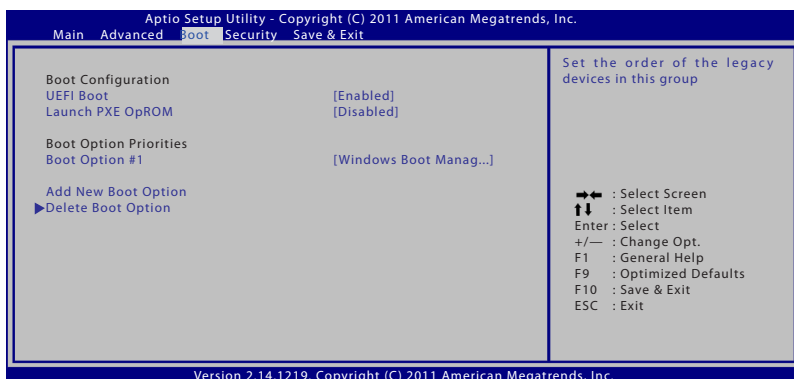 Aptio Setup Utility - Copyright (C) 2011 American Megatrends, Inc.
Main Advanced Boot Security Save & Exit
Boot Configuration
UEFI Boot [Enabled]
Launch PXE OpROM [Disabled]
Boot Option Priorities
Boot Option #1 [Windows Boot Manag...]
Add New Boot Option
Delete Boot Option
Set the order of the legacy
devices in this group
→← : Select Screen
↑↓ : Select Item
Enter : Select
+/— : Change Opt.
F1 : General Help
F9 : Optimized Defaults
F10 : Save & Exit
ESC : Exit
Version 2.14.1219. Copyright (C) 2011 American Megatrends, Inc.